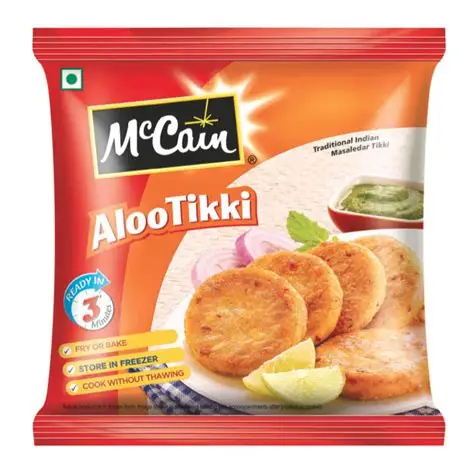 McCain
®
Traditional Indian
Masaledar Tikki
AlooTikki
READY IN
3
Minutes
FRY OR BAKE
STORE IN FREEZER
COOK WITHOUT THAWING